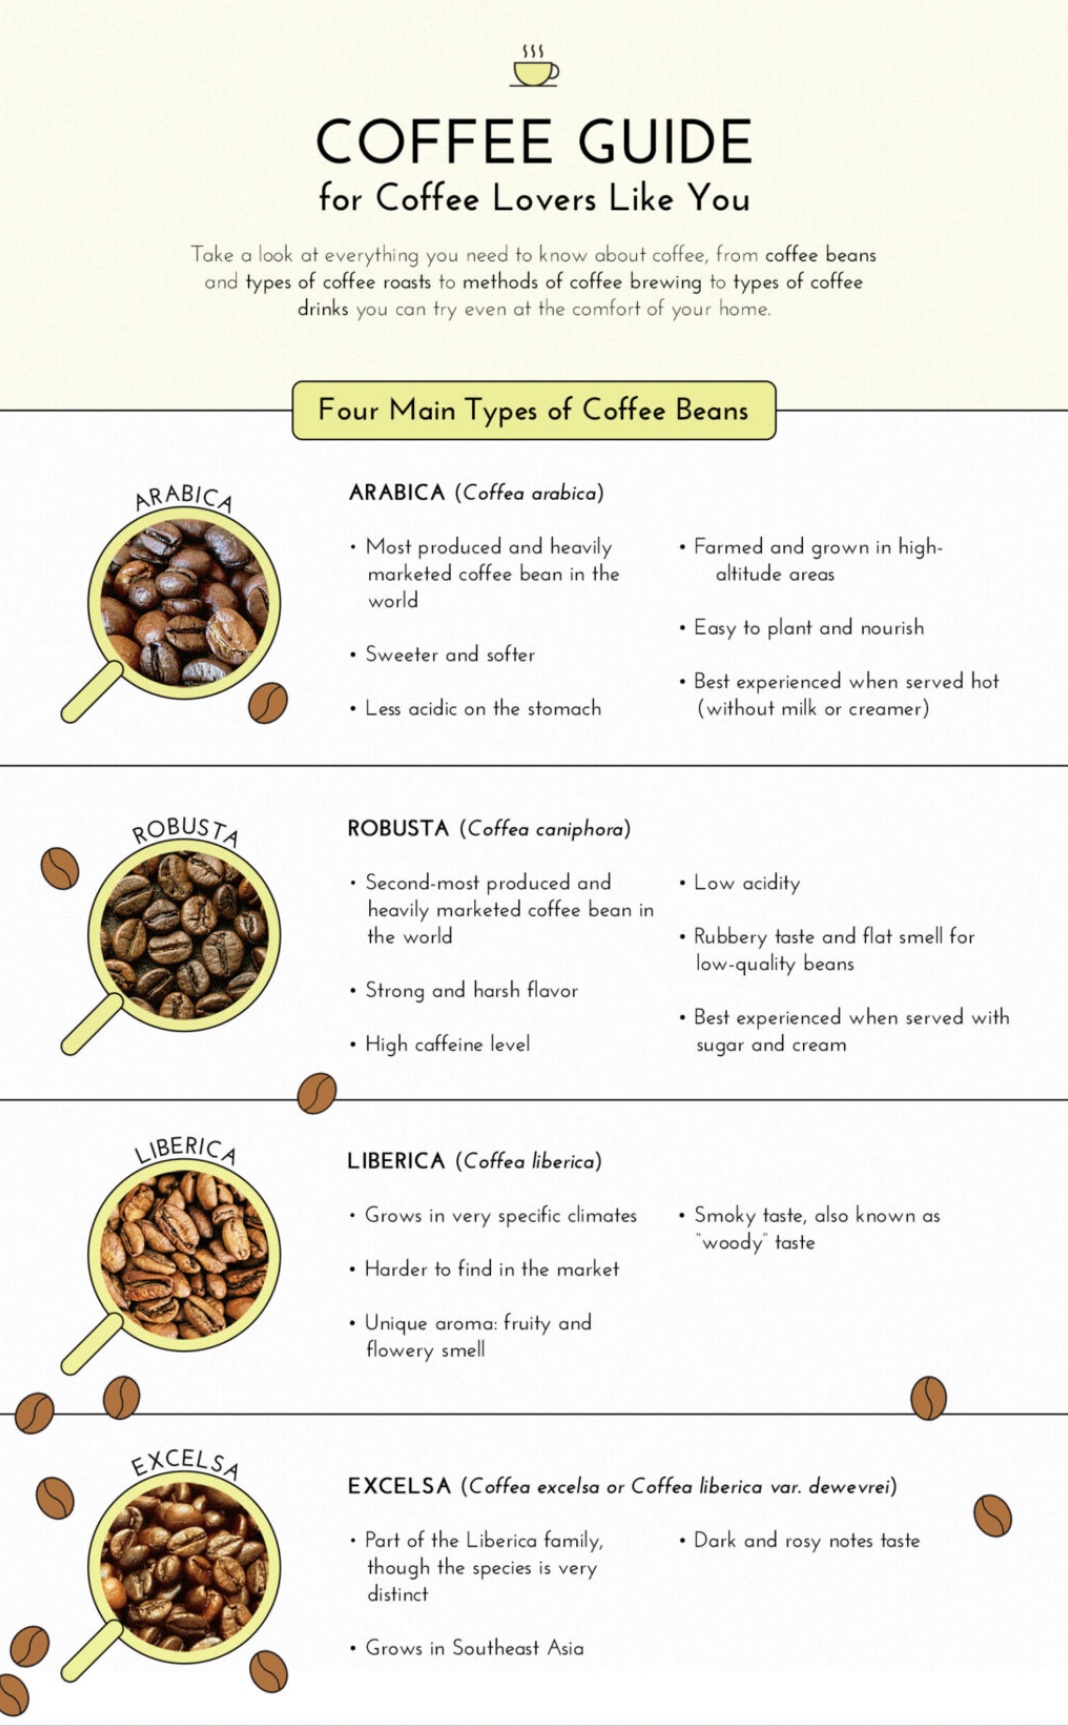 COFFEE GUIDE
for Coffee Lovers Like You
Take a look at everything you need to know about coffee, from coffee beans
and types of coffee roasts to methods of coffee brewing to types of coffee
drinks you can try even at the comfort of your home.
Four Main Types of Coffee Beans
ARABICA
ARABICA (Coffea arabica)
• Most produced and heavily
marketed coffee bean in the
world
• Sweeter and softer
• Less acidic on the stomach
• Farmed and grown in high-
altitude areas
• Easy to plant and nourish
• Best experienced when served hot
(without milk or creamer)
ROBUSTA
ROBUSTA (Coffea caniphora)
• Second-most produced and
heavily marketed coffee bean in
the world
• Strong and harsh flavor
• High caffeine level
• Low acidity
• Rubbery taste and flat smell for
low-quality beans
• Best experienced when served with
sugar and cream
LIBERICA
LIBERICA (Coffea liberica)
• Grows in very specific climates
• Harder to find in the market
• Unique aroma: fruity and
flowery smell
• Smoky taste, also known as
"woody" taste
EXCELSA
EXCELSA (Coffea excelsa or Coffea liberica var. dewevrei)
• Part of the Liberica family,
though the species is very
distinct
• Grows in Southeast Asia
• Dark and rosy notes taste